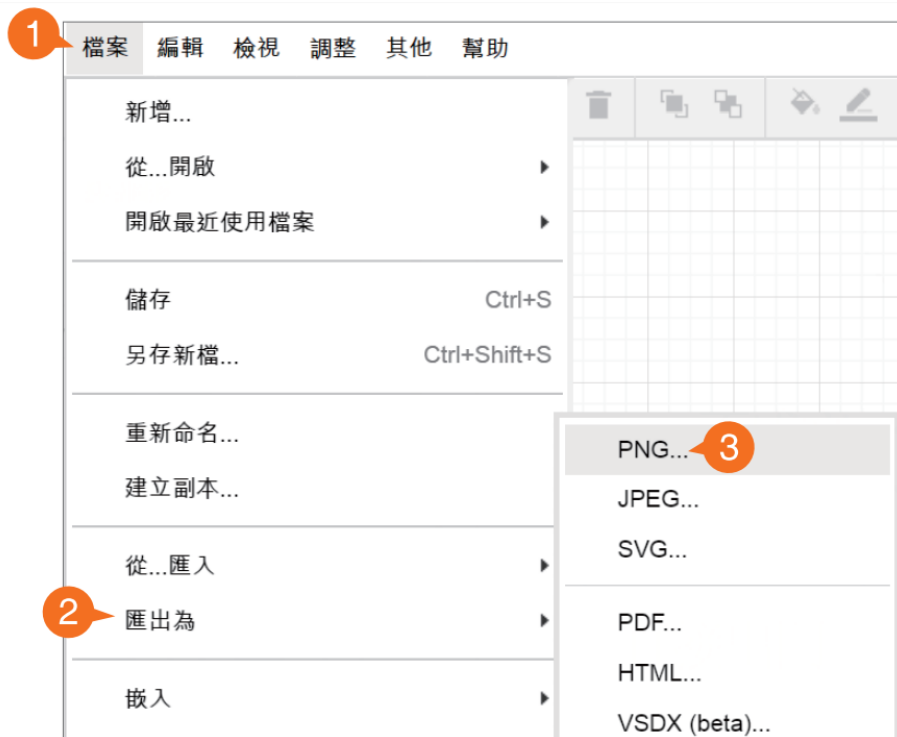 1
檔案 編輯 檢視 調整 其他 幫助
新增...
從...開啟
開啟最近使用檔案
儲存 Ctrl+S
另存新檔... Ctrl+Shift+S
重新命名...
建立副本...
從...匯入
2 匯出為
嵌入
PNG... 3
JPEG...
SVG...
PDF...
HTML...
VSDX (beta)...